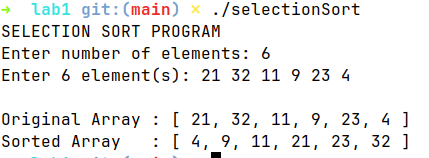 → lab1 git:(main) × ./selectionSort
SELECTION SORT PROGRAM
Enter number of elements: 6
Enter 6 element(s): 21 32 11 9 23 4
Original Array : [ 21, 32, 11, 9, 23, 4 ]
Sorted Array : [ 4, 9, 11, 21, 23, 32 ]